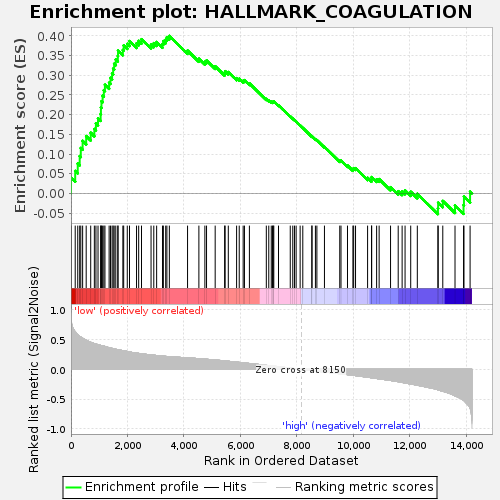 Enrichment plot: HALLMARK_COAGULATION
Enrichment score (ES)
0.40
0.35
0.30
0.25
0.20
0.15
0.10
0.05
0.00
-0.05
Ranked list metric (Signal2Noise)
'low' (positively correlated)
1.0
0.5
0.0
-0.5
-1.0
Zero cross at 8150
'high' (negatively correlated)
0
2,000
4,000
6,000
8,000
10,000
12,000
14,000
Rank in Ordered Dataset
Enrichment profile
Hits
Ranking metric scores